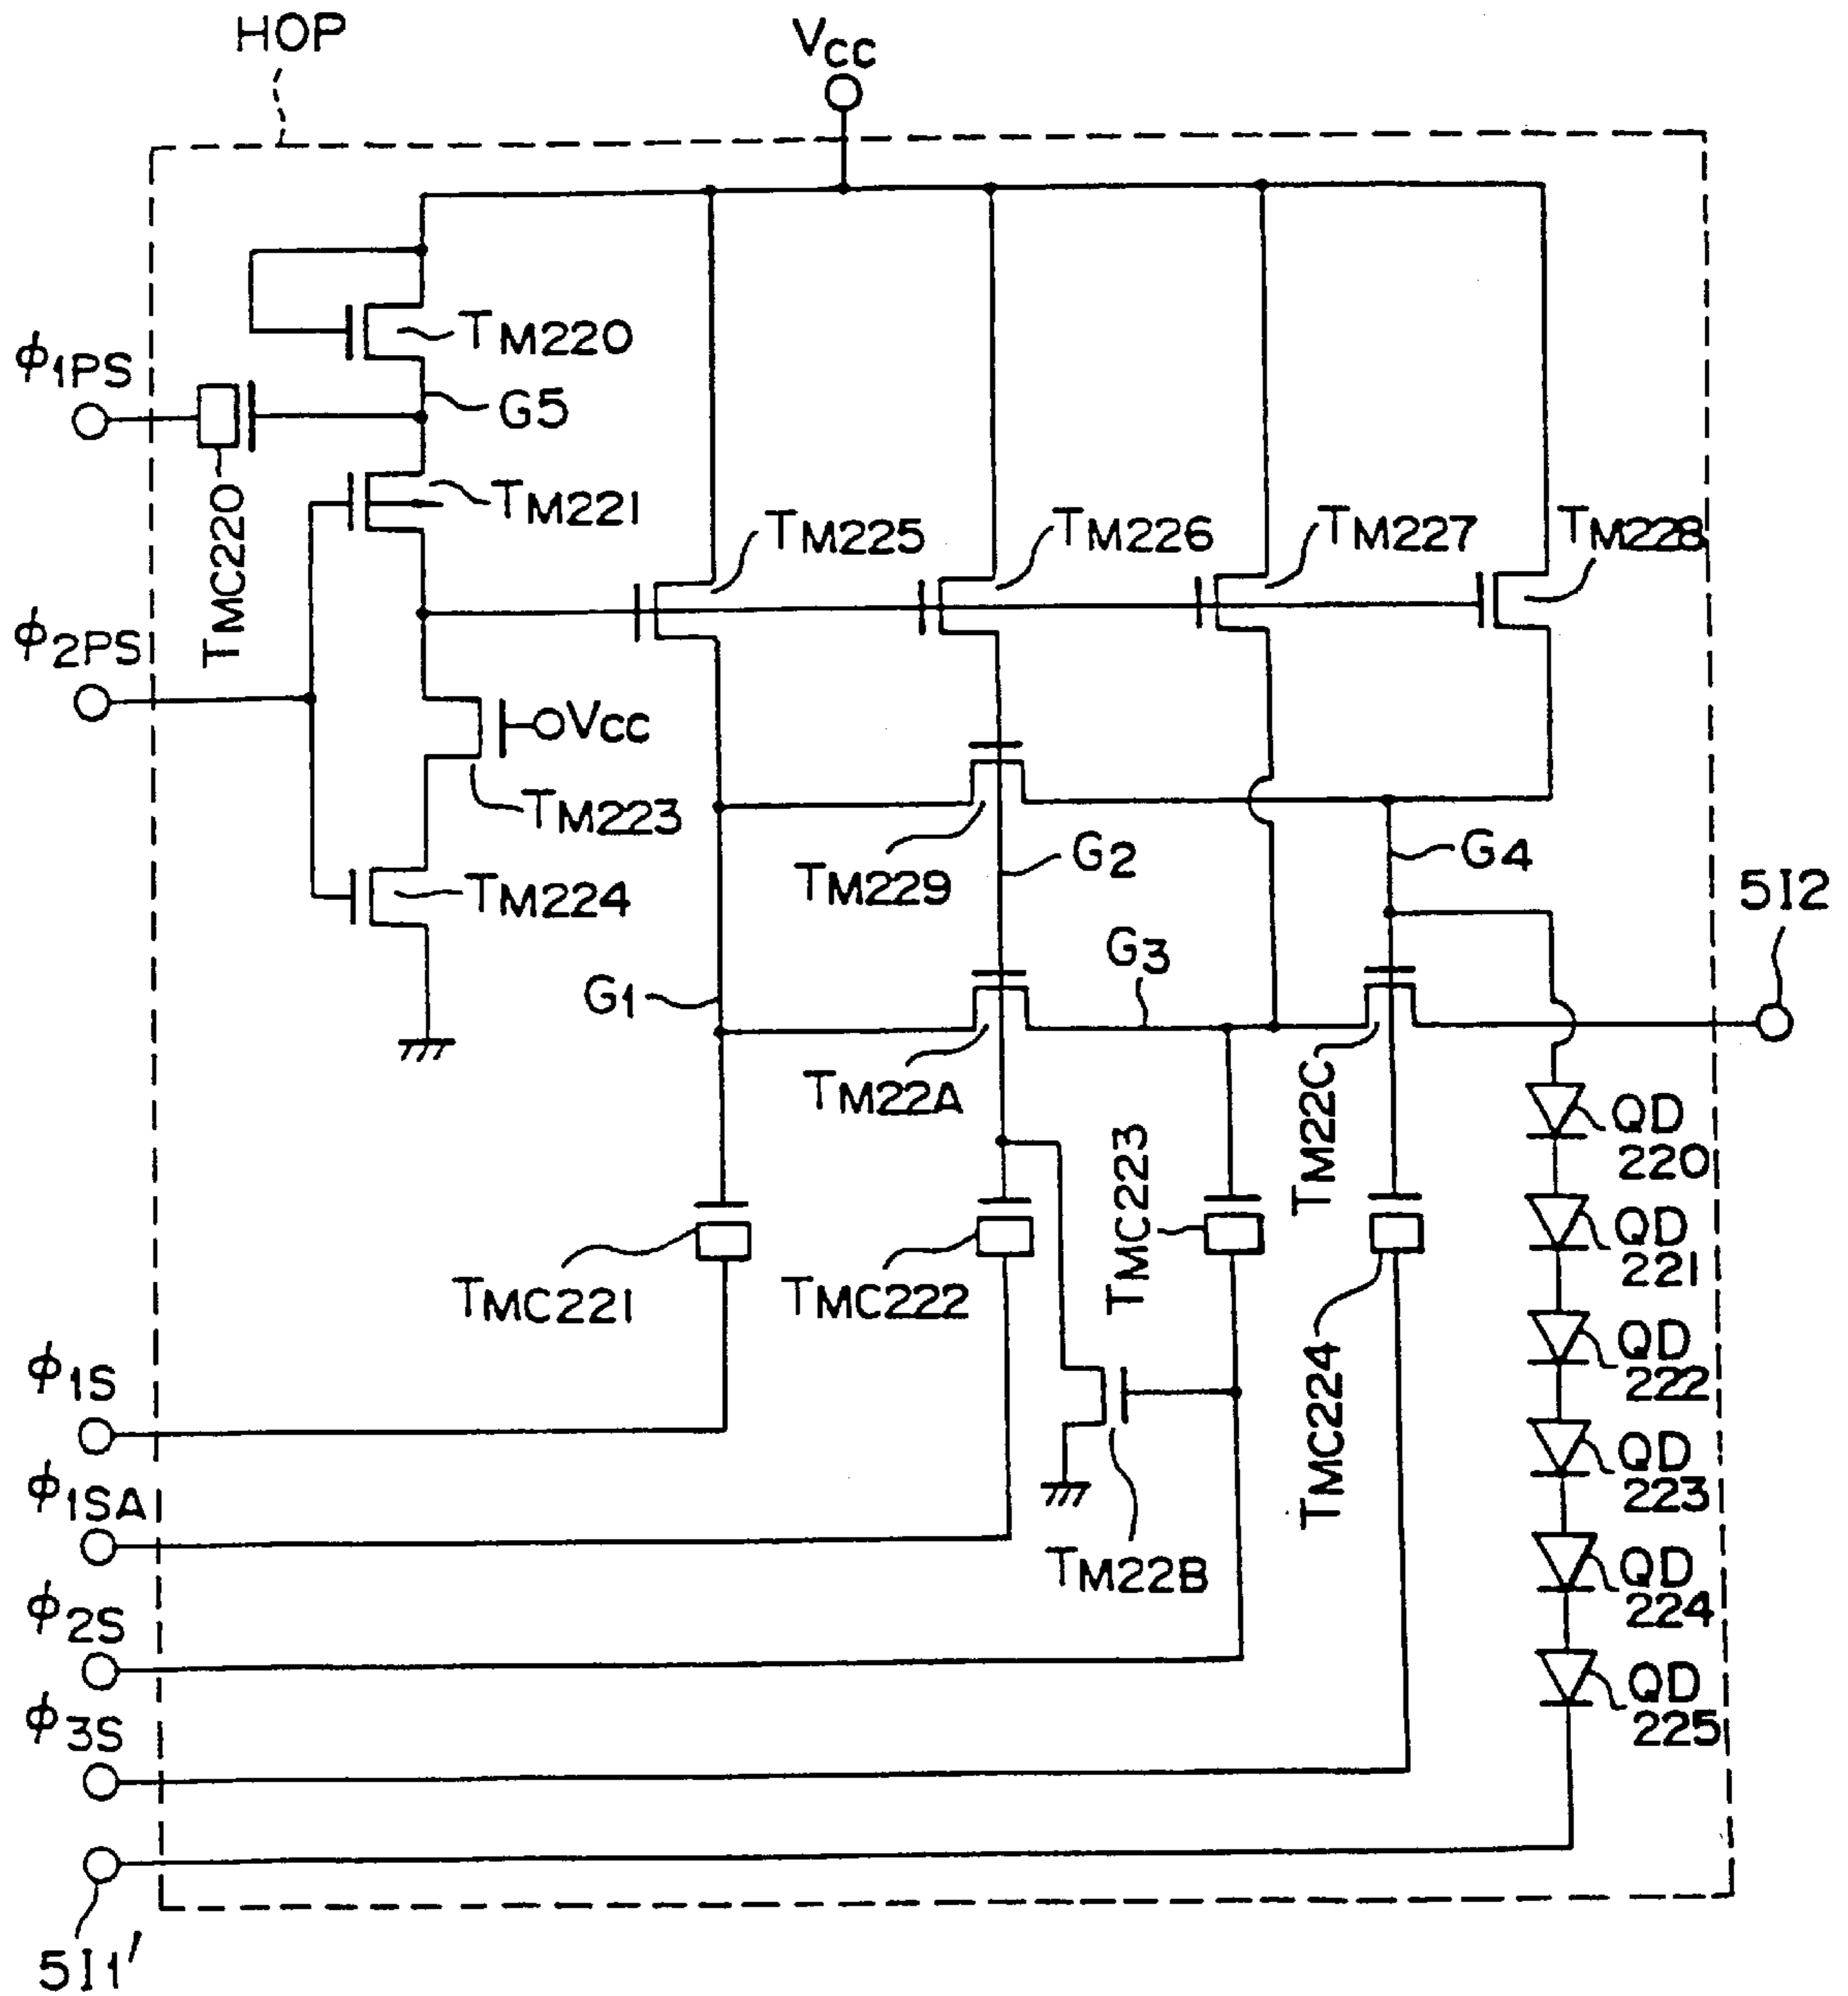 HOP
Vcc
TM220
φ1PS
G5
TMC220
TM221
TM225
TM226
TM227
TM228
φ2PS
Vcc
TM223
TM229
G2
G4
TM224
5I2
G1
G3
TM22A
TM22C
QD
220
TMC223
QD
221
TMC221
TMC222
QD
222
TMC224
φ1S
QD
223
φ1SA
TM22B
QD
224
φ2S
QD
225
φ3S
5I1'